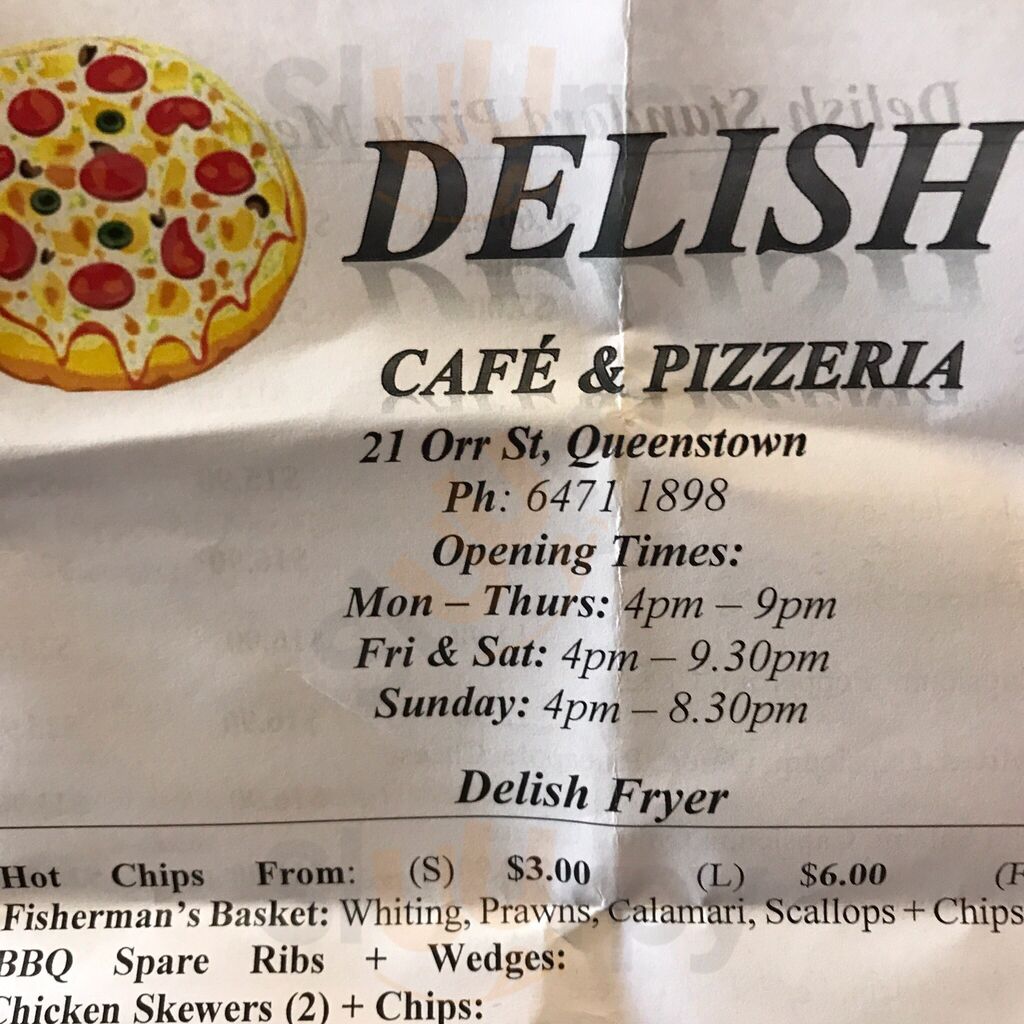 DELISH
CAFÉ & PIZZERIA
21 Orr St, Queenstown
Ph: 6471 1898
Opening Times:
Mon – Thurs: 4pm – 9pm
Fri & Sat: 4pm – 9.30pm
Sunday: 4pm – 8.30pm
Delish Fryer
Hot Chips From: (S) $3.00 (L) $6.00 (F
Fisherman's Basket: Whiting, Prawns, Calamari, Scallops + Chips
BBQ Spare Ribs + Wedges:
Chicken Skewers (2) + Chips: